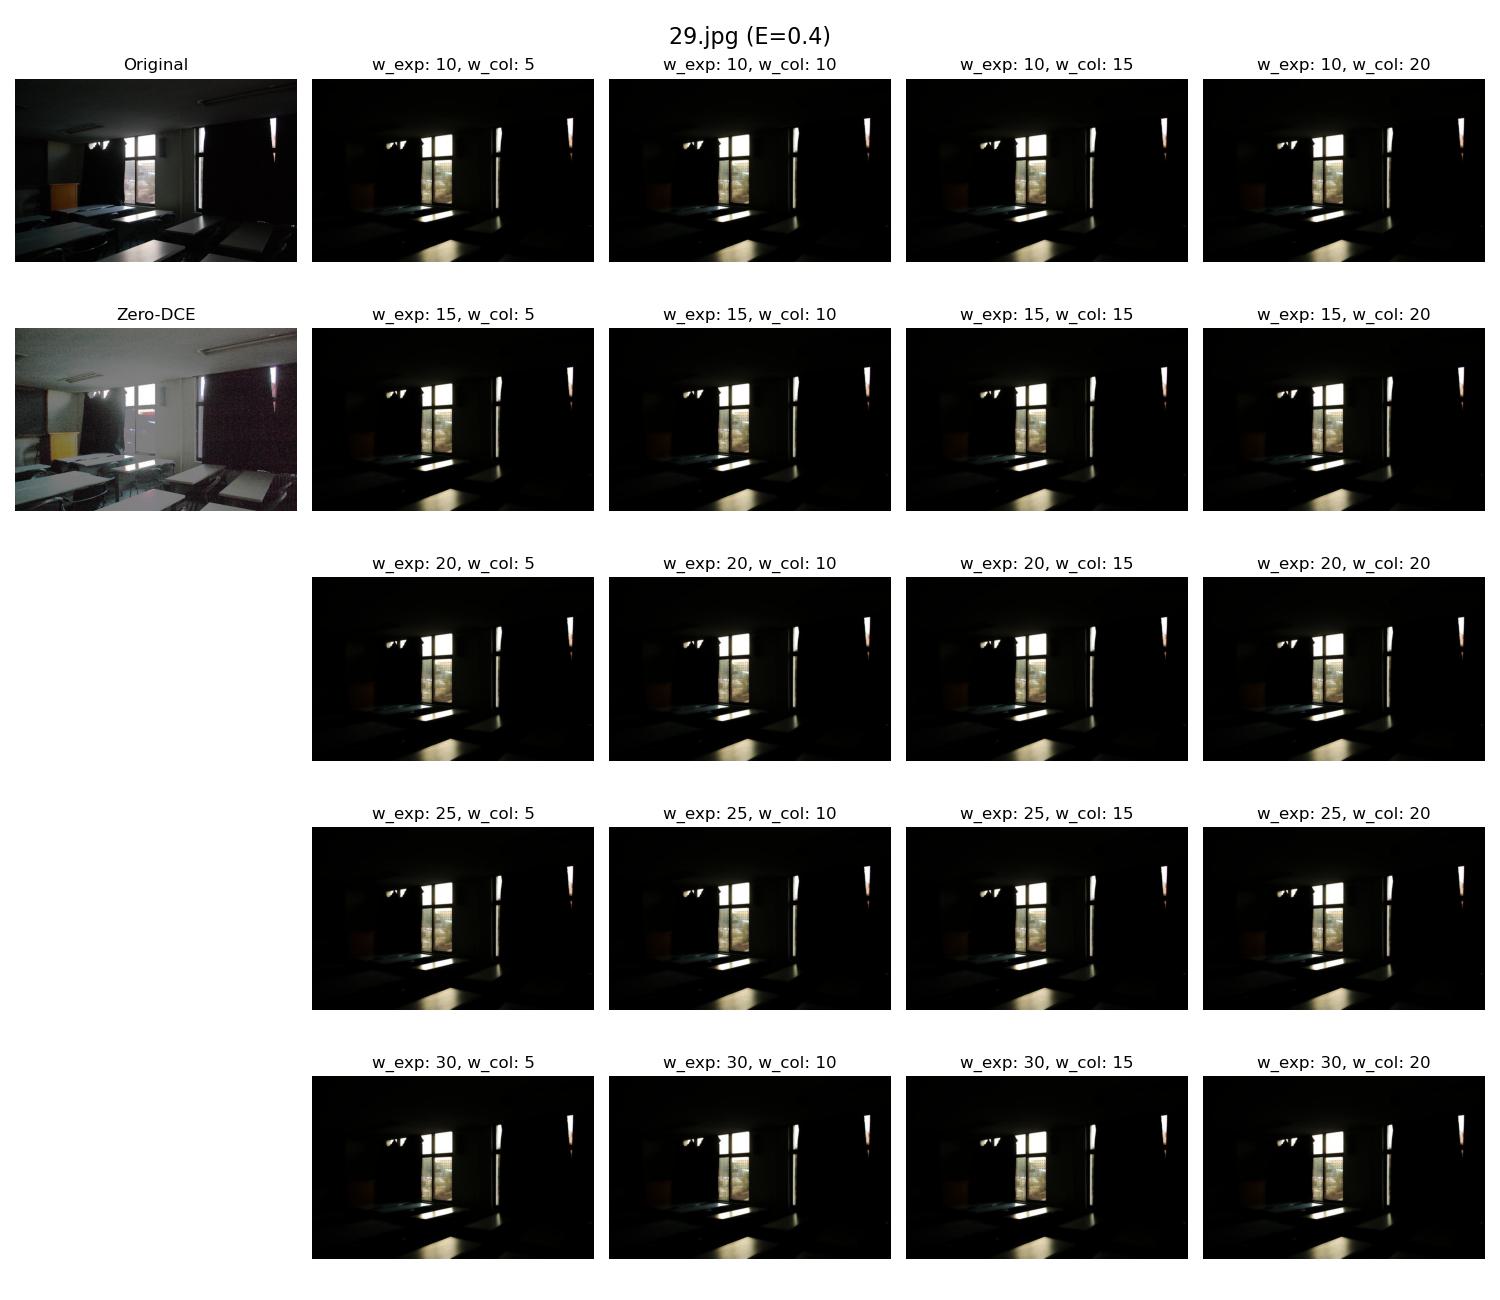 29.jpg (E=0.4)
Original
w_exp: 10, w_col: 5
w_exp: 10, w_col: 10
w_exp: 10, w_col: 15
w_exp: 10, w_col: 20
Zero-DCE
w_exp: 15, w_col: 5
w_exp: 15, w_col: 10
w_exp: 15, w_col: 15
w_exp: 15, w_col: 20
w_exp: 20, w_col: 5
w_exp: 20, w_col: 10
w_exp: 20, w_col: 15
w_exp: 20, w_col: 20
w_exp: 25, w_col: 5
w_exp: 25, w_col: 10
w_exp: 25, w_col: 15
w_exp: 25, w_col: 20
w_exp: 30, w_col: 5
w_exp: 30, w_col: 10
w_exp: 30, w_col: 15
w_exp: 30, w_col: 20